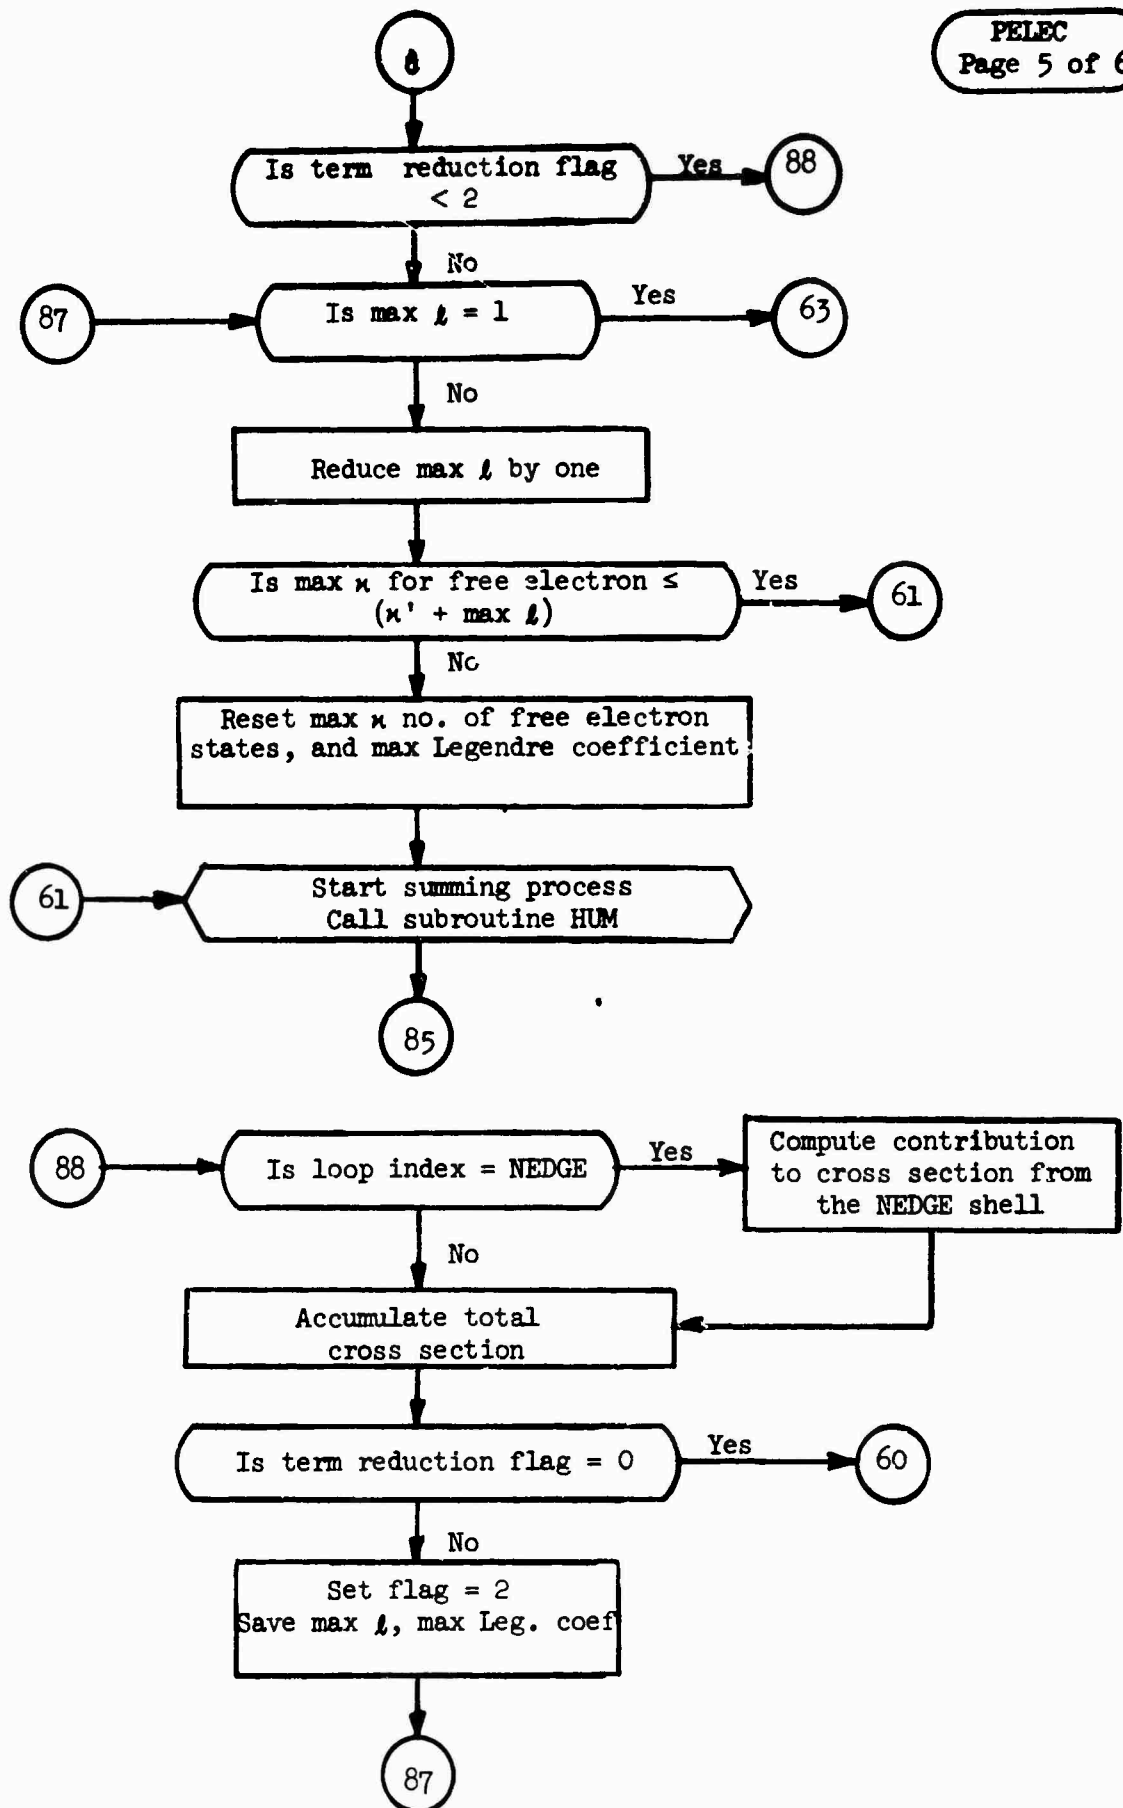 PELEC
Page 5 of 6
Is term reduction flag
< 2
Yes
88
No
87
Is max ℓ = 1
Yes
63
No
Reduce max ℓ by one
Is max ϰ for free electron ≤
(ϰ' + max ℓ)
Yes
61
No
Reset max ϰ no. of free electron
states, and max Legendre coefficient
61
Start summing process
Call subroutine HUM
85
88
Is loop index = NEDGE
Yes
Compute contribution
to cross section from
the NEDGE shell
No
Accumulate total
cross section
Is term reduction flag = 0
Yes
60
No
Set flag = 2
Save max ℓ, max Leg. coef
87